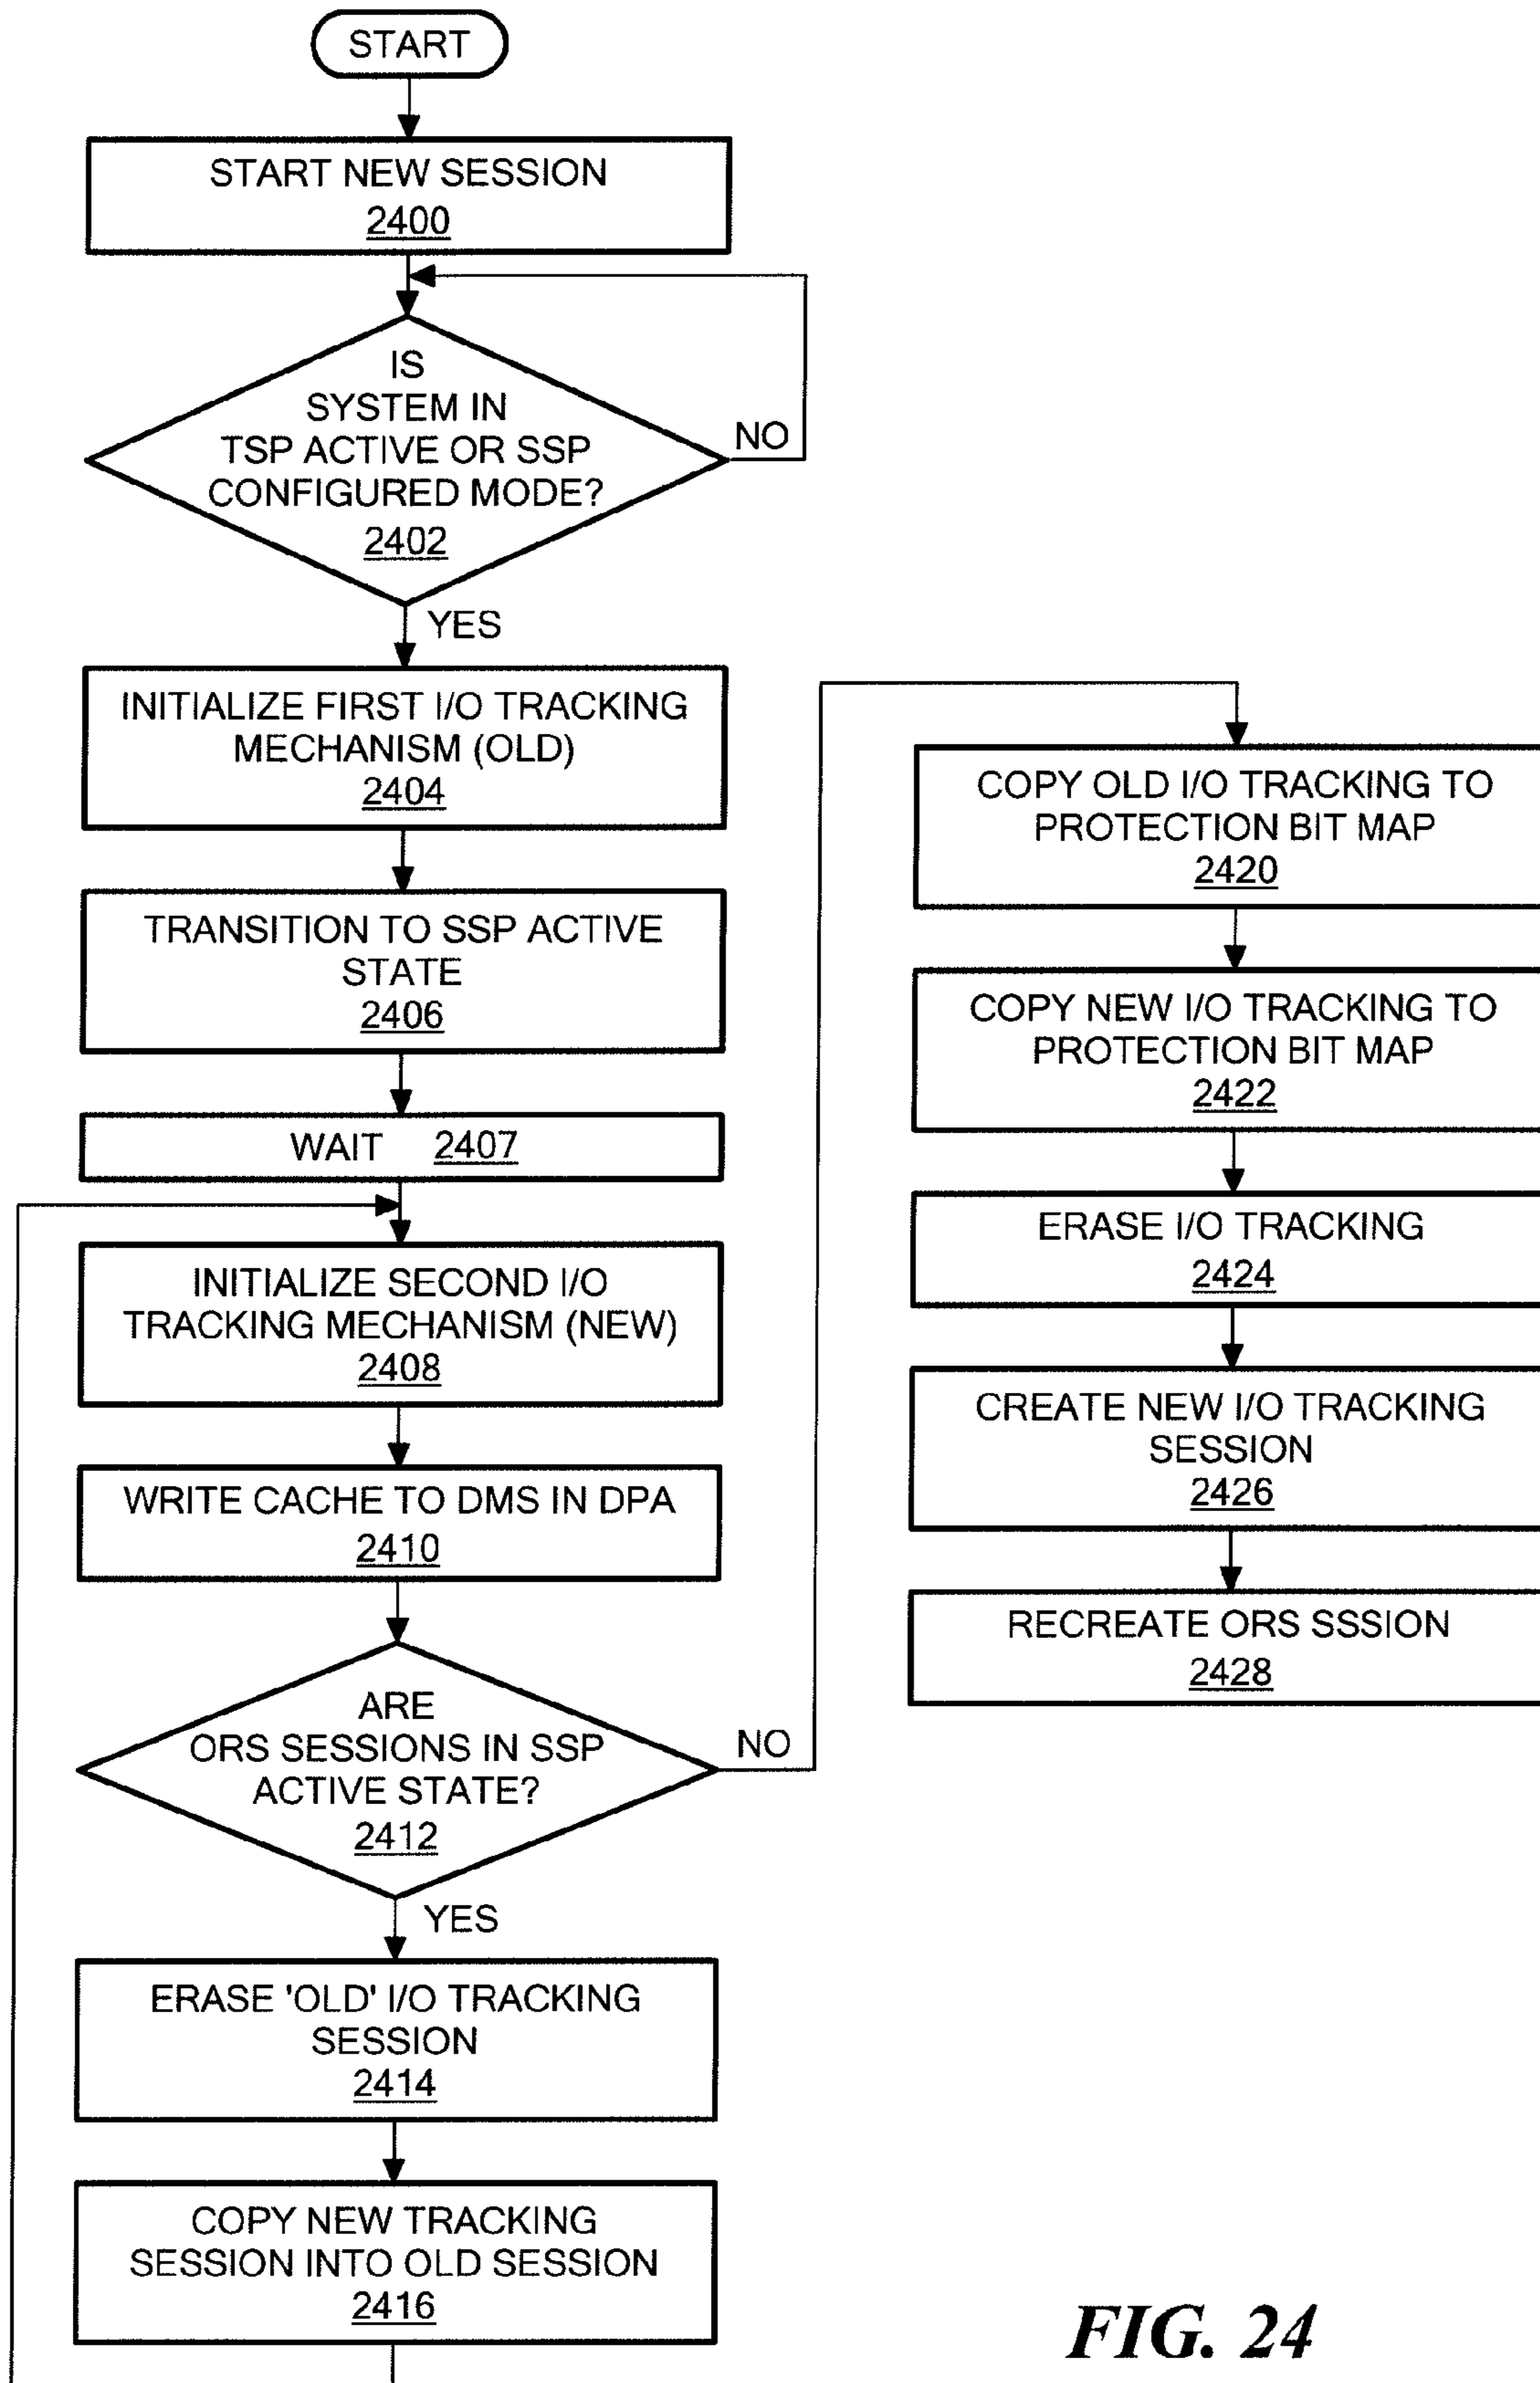 START
START NEW SESSION
2400
IS
SYSTEM IN
TSP ACTIVE OR SSP
CONFIGURED MODE?
2402
NO
YES
INITIALIZE FIRST I/O TRACKING
MECHANISM (OLD)
2404
TRANSITION TO SSP ACTIVE
STATE
2406
WAIT 2407
INITIALIZE SECOND I/O
TRACKING MECHANISM (NEW)
2408
WRITE CACHE TO DMS IN DPA
2410
ARE
ORS SESSIONS IN SSP
ACTIVE STATE?
2412
NO
YES
ERASE 'OLD' I/O TRACKING
SESSION
2414
COPY NEW TRACKING
SESSION INTO OLD SESSION
2416
COPY OLD I/O TRACKING TO
PROTECTION BIT MAP
2420
COPY NEW I/O TRACKING TO
PROTECTION BIT MAP
2422
ERASE I/O TRACKING
2424
CREATE NEW I/O TRACKING
SESSION
2426
RECREATE ORS SSSION
2428
FIG. 24